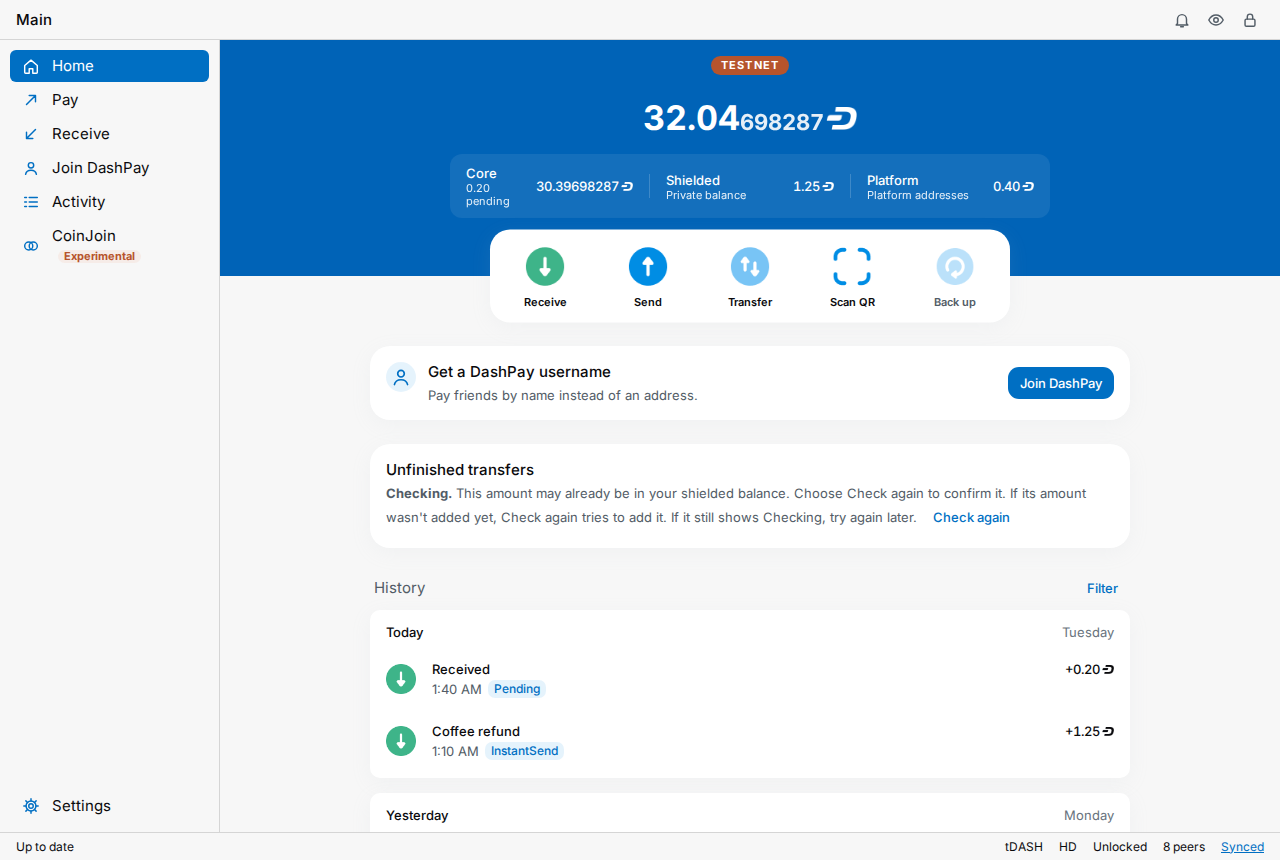 Main
Home
Pay
Receive
Join DashPay
Activity
CoinJoin
Experimental
Settings
TESTNET
32.04698287
Core
0.20
pending
30.39698287
Shielded
Private balance
1.25
Platform
Platform addresses
0.40
Receive
Send
Transfer
Scan QR
Back up
Get a DashPay username
Pay friends by name instead of an address.
Join DashPay
Unfinished transfers
Checking. This amount may already be in your shielded balance. Choose Check again to confirm it. If its amount
wasn't added yet, Check again tries to add it. If it still shows Checking, try again later. Check again
History
Filter
Today
Tuesday
Received
+0.20
1:40 AM Pending
Coffee refund
+1.25
1:10 AM InstantSend
Yesterday
Monday
Up to date
tDASH HD Unlocked 8 peers Synced